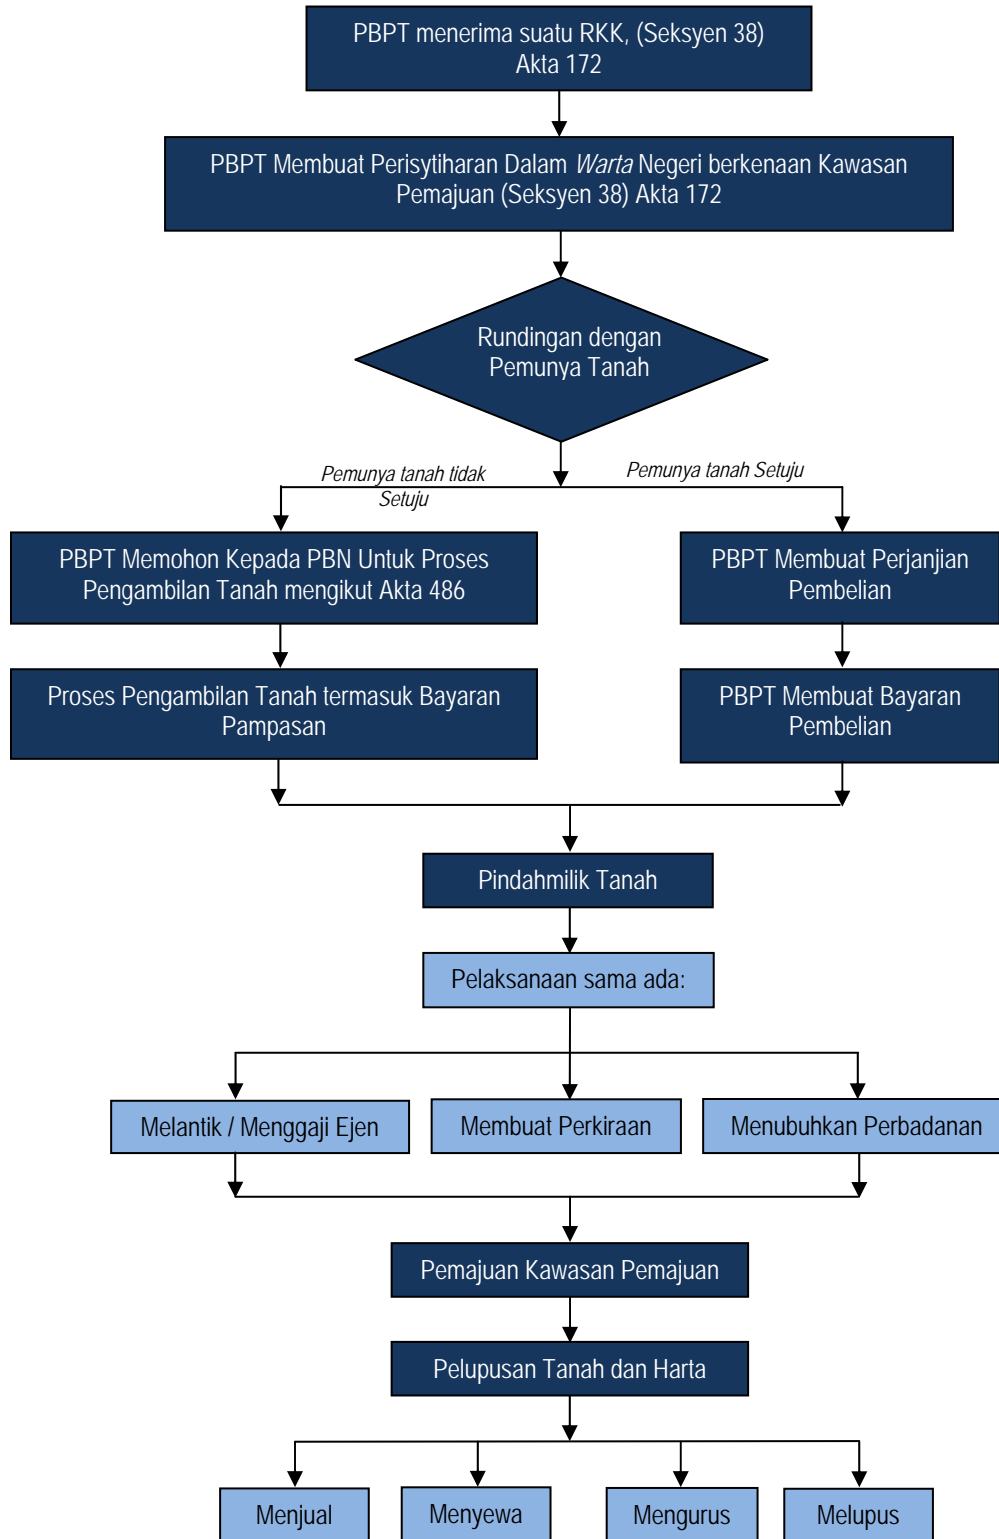 PBPT menerima suatu RKK, (Seksyen 38)
Akta 172
PBPT Membuat Perisytiharan Dalam Warta Negeri berkenaan Kawasan
Pemajuan (Seksyen 38) Akta 172
Rundingan dengan
Pemunya Tanah
Pemunya tanah tidak
Setuju
Pemunya tanah Setuju
PBPT Memohon Kepada PBN Untuk Proses
Pengambilan Tanah mengikut Akta 486
PBPT Membuat Perjanjian
Pembelian
Proses Pengambilan Tanah termasuk Bayaran
Pampasan
PBPT Membuat Bayaran
Pembelian
Pindahmilik Tanah
Pelaksanaan sama ada:
Melantik / Menggaji Ejen
Membuat Perkiraan
Menubuhkan Perbadanan
Pemajuan Kawasan Pemajuan
Pelupusan Tanah dan Harta
Menjual
Menyewa
Mengurus
Melupus